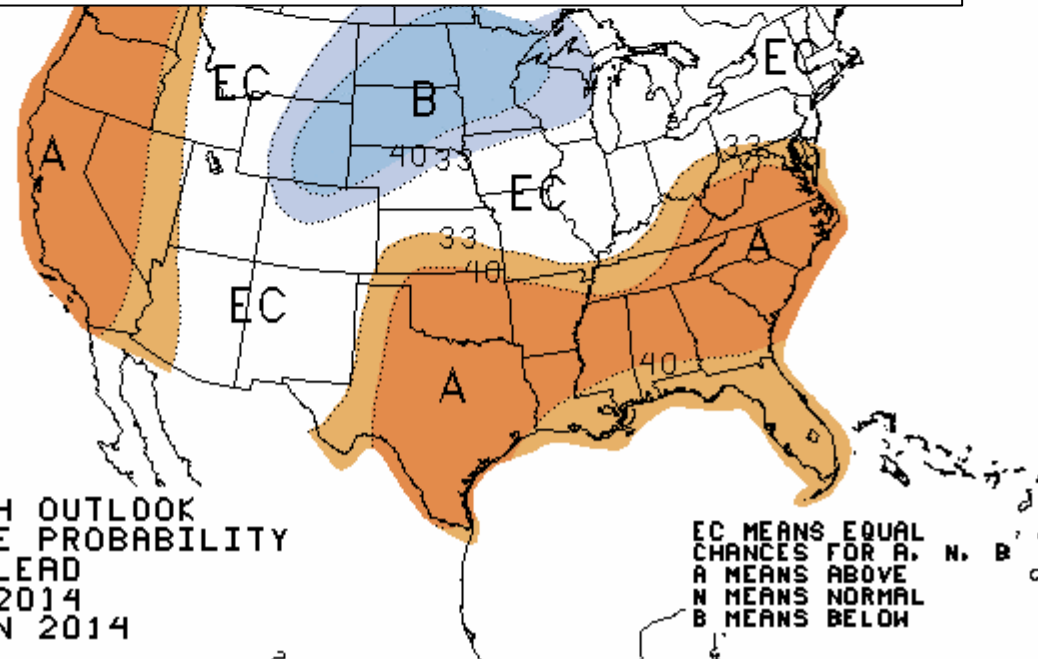 EC
EC
B
A
40 33
33
EC
A
33
40
EC
40
A
H OUTLOOK
E PROBABILITY
LEAD
2014
N 2014
EC MEANS EQUAL
CHANCES FOR A, N, B
A MEANS ABOVE
N MEANS NORMAL
B MEANS BELOW